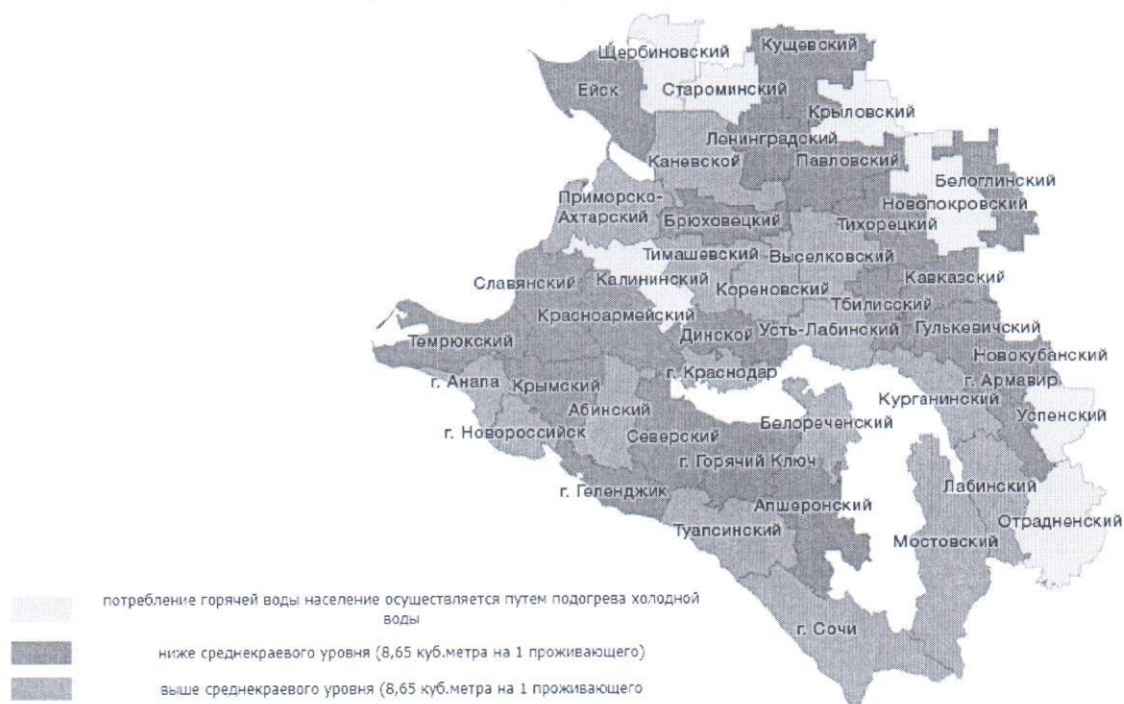 Щербиновский
Кущевский
Ейск
Староминский
Крыловский
Ленинградский
Каневской
Павловский
Белоглинский
Приморско-
Ахтарский
Новопокровский
Брюховецкий
Тихорецкий
Тимашевский
Выселковский
Славянский
Калининский
Кавказский
Кореновский
Тбилисский
Красноармейский
Темрюкский
Динской
Усть-Лабинский
Гулькевичский
Новокубанский
г. Анапа
Крымский
г. Краснодар
г. Армавир
Абинский
Курганинский
Успенский
г. Новороссийск
Северский
Белореченский
г. Горячий Ключ
г. Геленджик
Лабинский
Апшеронский
Отрадненский
Туапсинский
Мостовский
г. Сочи
потребление горячей воды население осуществляется путем подогрева холодной
воды
ниже среднекраевого уровня (8,65 куб.метра на 1 проживающего)
выше среднекраевого уровня (8,65 куб.метра на 1 проживающего